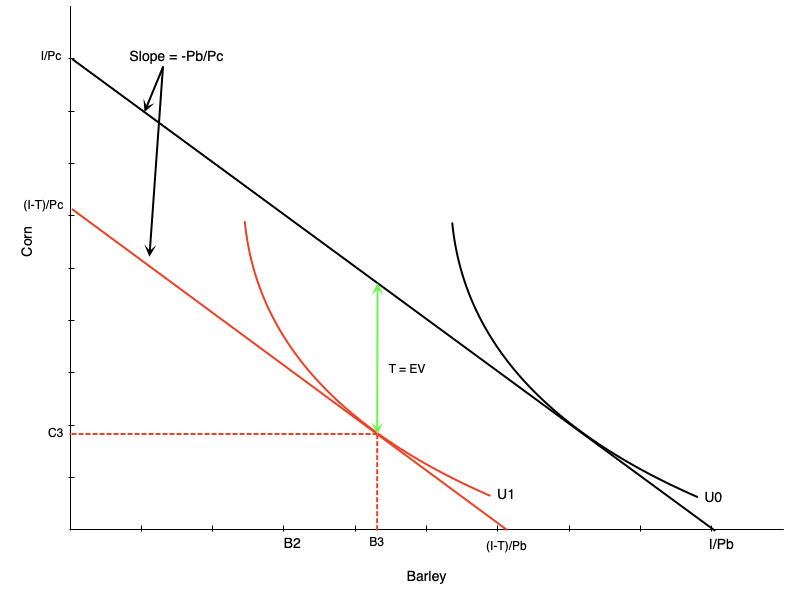 I/Pc
Slope = -Pb/Pc
(I-T)/Pc
Corn
T = EV
C3
U1
U0
B2
B3
(I-T)/Pb
I/Pb
Barley